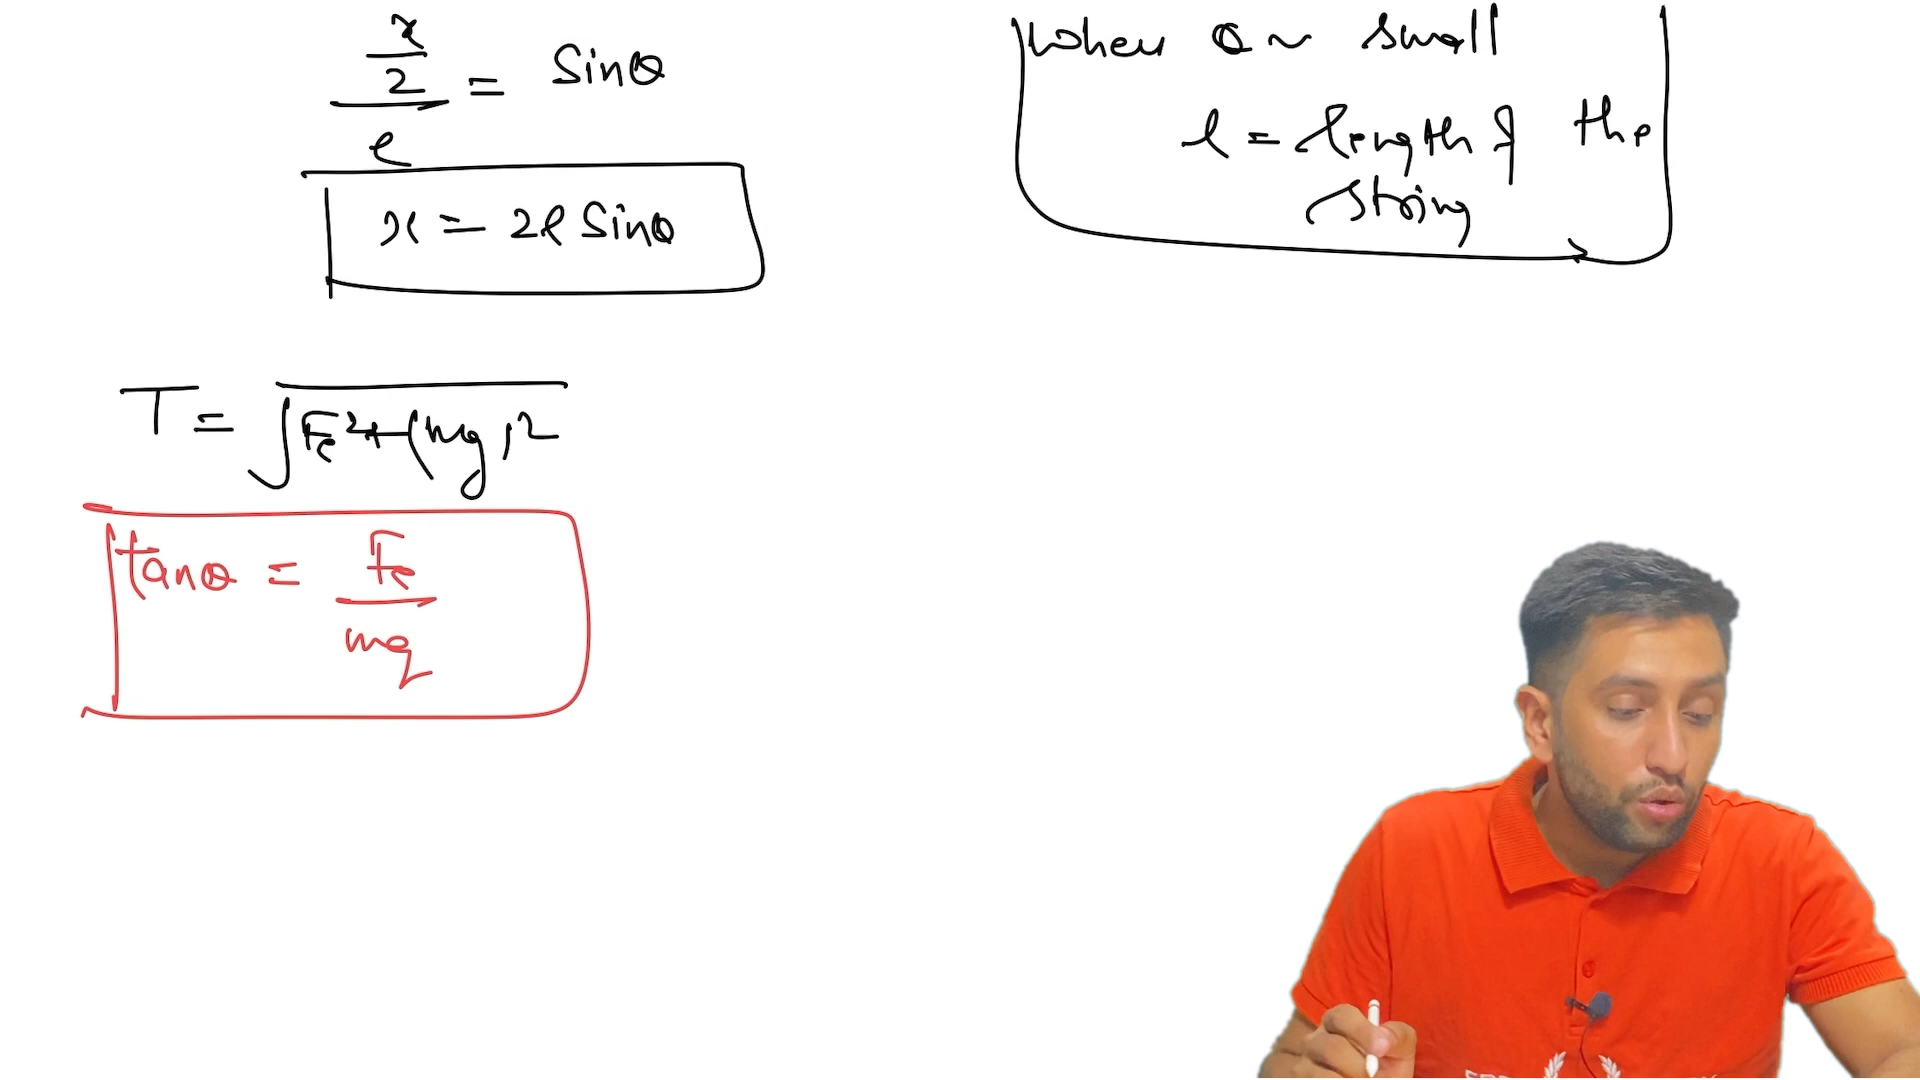 x/2 / l = Sinθ
x = 2l Sinθ
When θ ~ small
l = length of the
string
T = √Fe² + (mg)²
tanθ = Fe / mg